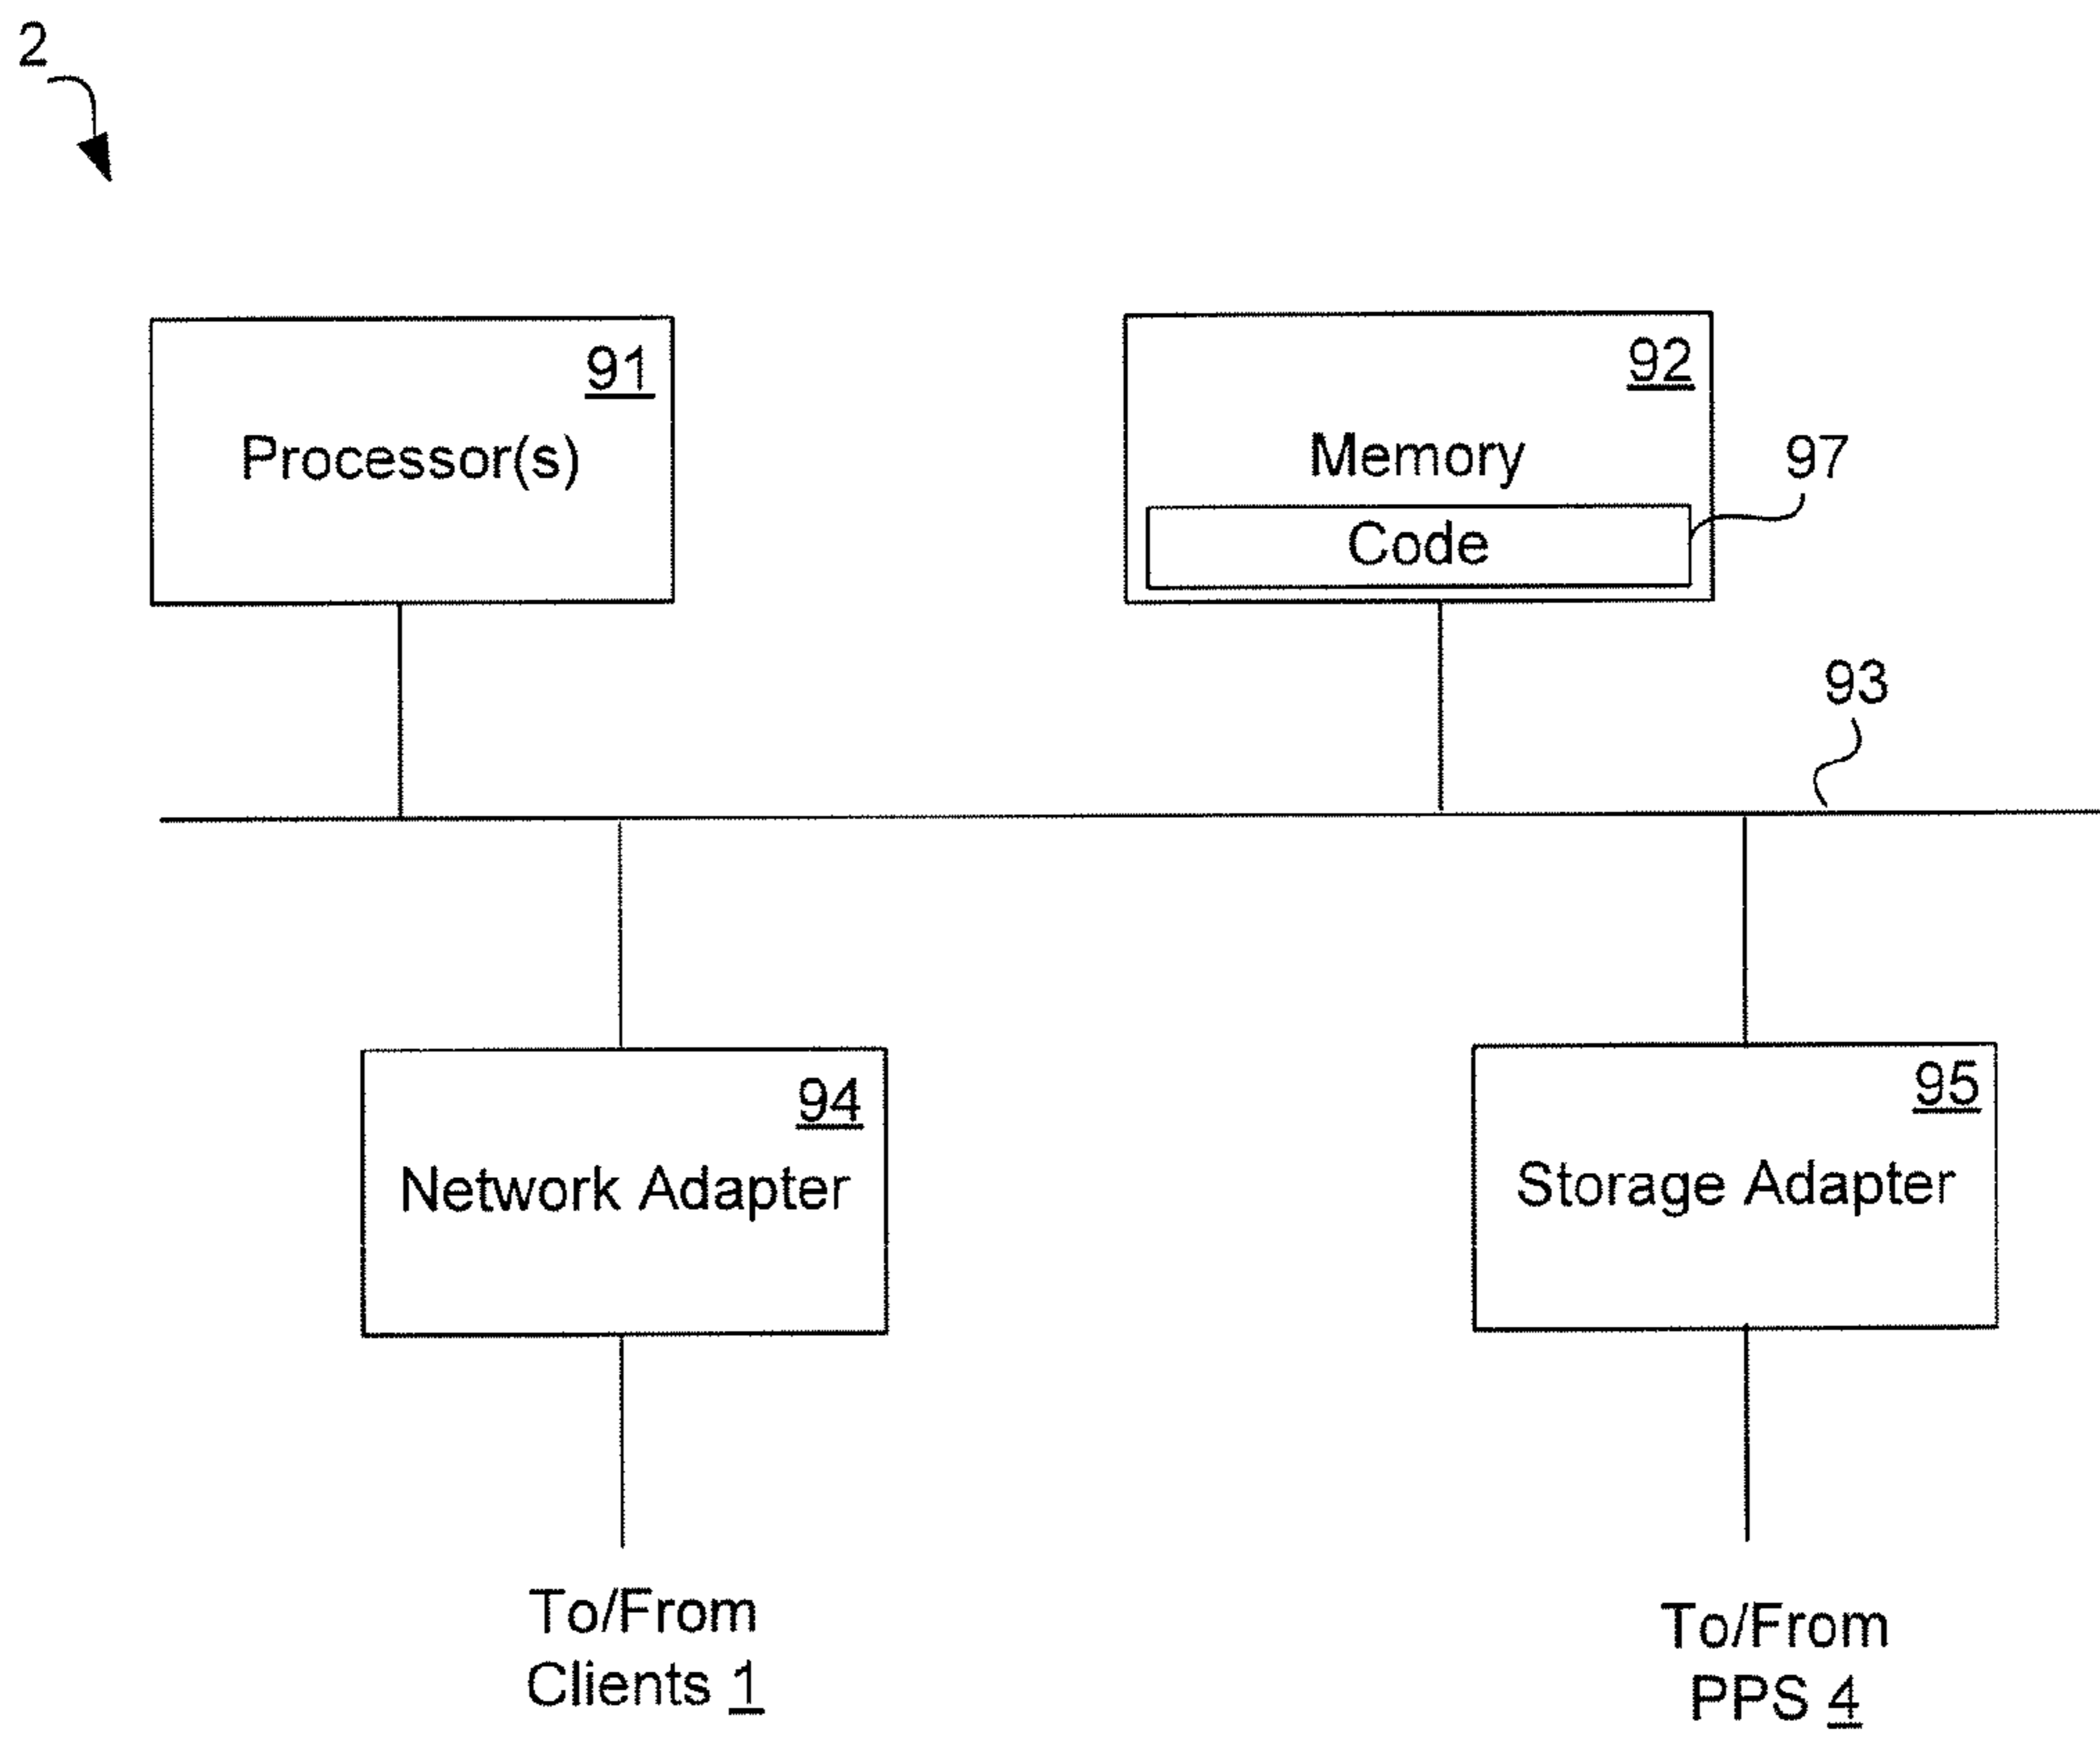 2
91
Processor(s)
92
Memory
97
Code
93
94
Network Adapter
95
Storage Adapter
To/From
Clients 1
To/From
PPS 4